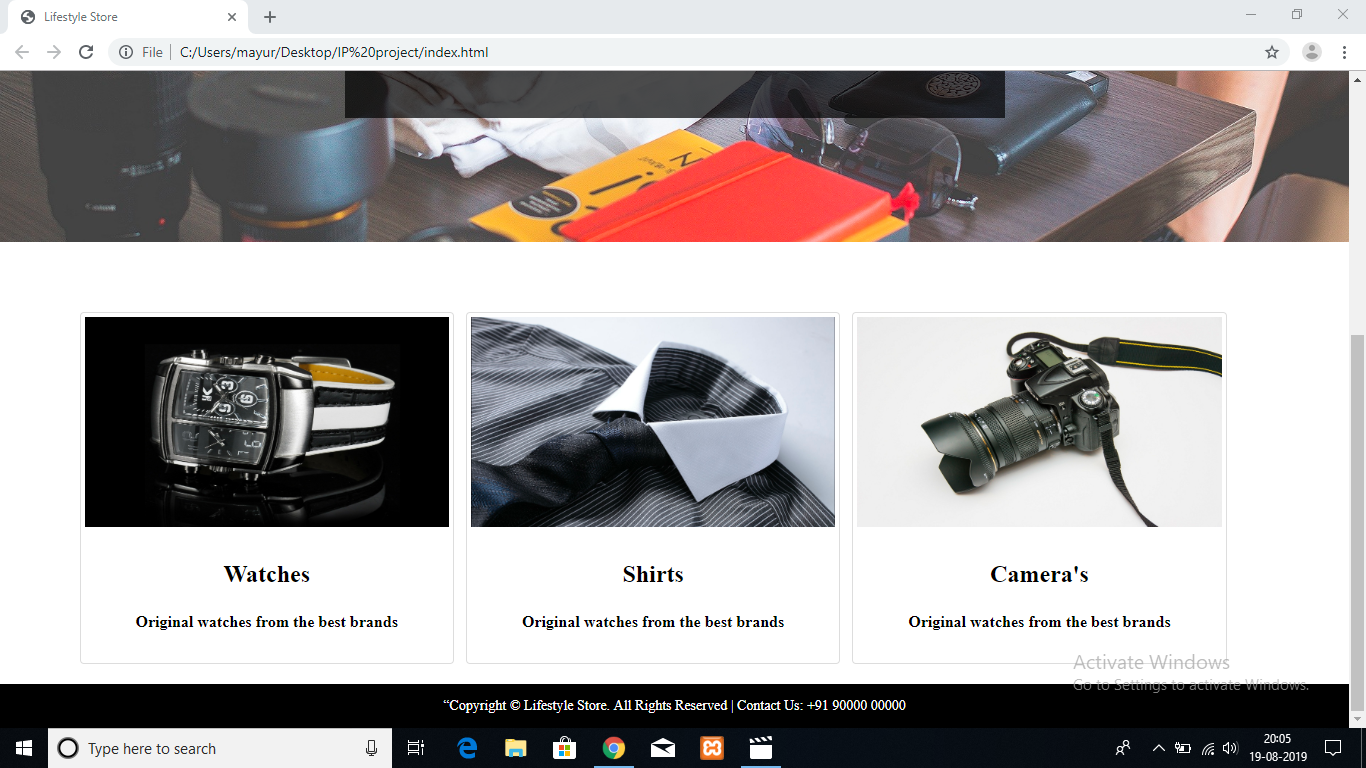 Lifestyle Store
File | C:/Users/mayur/Desktop/IP%20project/index.html
Watches
Original watches from the best brands
Shirts
Original watches from the best brands
Camera's
Original watches from the best brands
Activate Windows
Go to Settings to activate Windows.
“Copyright © Lifestyle Store. All Rights Reserved | Contact Us: +91 90000 00000
Type here to search
20:05
19-08-2019